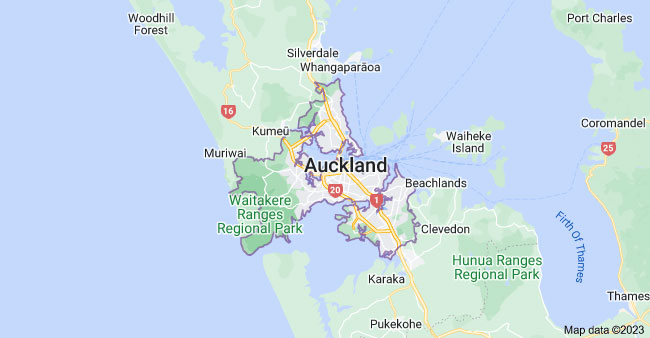 Woodhill
Forest
Port Charles
Silverdale
Whangaparāoa
16
Kumeū
Coromandel
Waiheke
Island
25
Muriwai
Auckland
20
1
Beachlands
Waitakere
Ranges
Regional Park
Firth Of Thames
Clevedon
Hunua Ranges
Regional Park
Karaka
Thames
Pukekohe
Map data ©2023